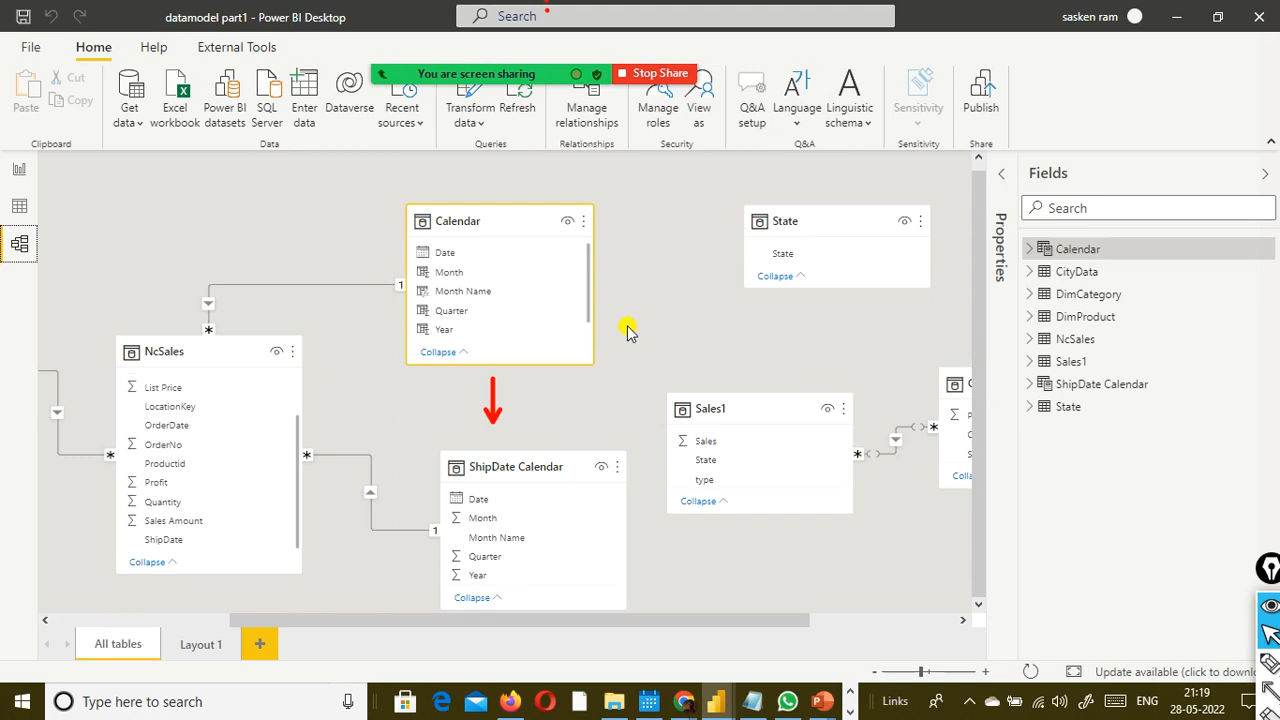 datamodel part1 - Power BI Desktop
Search
sasken ram
File
Home
Help
External Tools
You are screen sharing
Stop Share
Paste
Cut
Copy
Get data
Excel workbook
Power BI datasets
SQL Server
Enter data
Dataverse
Recent sources
Transform data
Refresh
Manage relationships
Manage roles
View as
Q&A setup
Language
Linguistic schema
Sensitivity
Publish
Clipboard
Data
Queries
Relationships
Security
Q&A
Sensitivity
Share
Calendar
Date
Month
Month Name
Quarter
Year
Collapse
1
*
State
State
Collapse
NcSales
List Price
LocationKey
OrderDate
OrderNo
Productid
Profit
Quantity
Sales Amount
ShipDate
Collapse
*
*
1
ShipDate Calendar
Date
Month
Month Name
Quarter
Year
Collapse
Sales1
Sales
State
type
Collapse
*
*
C
P
C
S
Colla
Properties
Fields
Search
Calendar
CityData
DimCategory
DimProduct
NcSales
Sales1
ShipDate Calendar
State
All tables
Layout 1
Update available (click to downlo
Type here to search
Links
ENG
21:19
28-05-2022